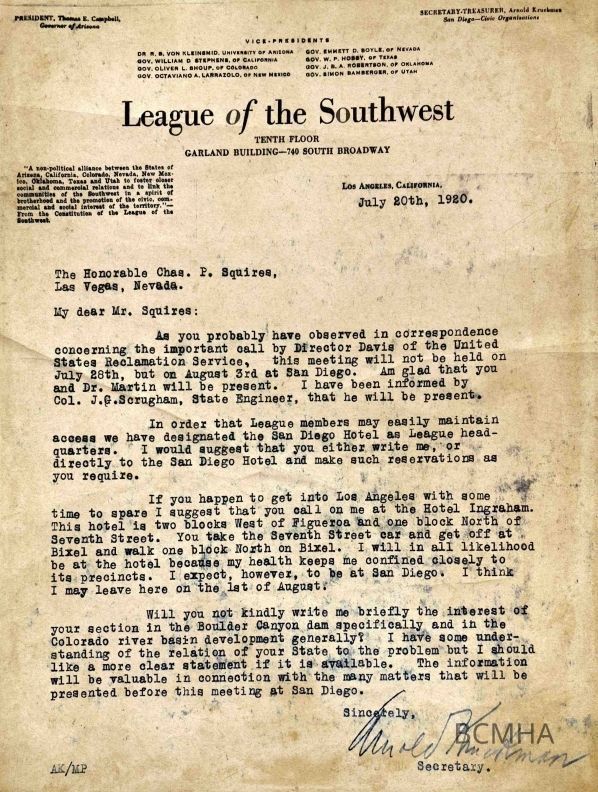 PRESIDENT, Thomas E. Campbell,
Governor of Arizona
SECRETARY-TREASURER, Arnold Kruckman
San Diego—Civic Organizations
VICE-PRESIDENTS
DR R. B. VON KLEINSMID, UNIVERSITY OF ARIZONA
GOV. WILLIAM D STEPHENS, OF CALIFORNIA
GOV. OLIVER L. SHOUP, OF COLORADO
GOV. OCTAVIANO A. LARRAZOLO, OF NEW MEXICO
GOV. EMMETT D. BOYLE, OF NEVADA
GOV. W. P. HOBBY, OF TEXAS
GOV. J. B. A. ROBERTSON, OF OKLAHOMA
GOV. SIMON BAMBERGER, OF UTAH
League of the Southwest
TENTH FLOOR
GARLAND BUILDING—740 SOUTH BROADWAY
"A non-political alliance between the States of
Arizona, California, Colorado, Nevada, New Mex-
ico, Oklahoma, Texas and Utah to foster closer
social and commercial relations and to link the
communities of the Southwest in a spirit of
brotherhood and the promotion of the civic, com-
mercial and social interest of the territory."—
From the Constitution of the League of the
Southwest.
LOS ANGELES, CALIFORNIA,
July 20th, 1920.
The Honorable Chas. P. Squires,
Las Vegas, Nevada.
My dear Mr. Squires:
As you probably have observed in correspondence
concerning the important call by Director Davis of the United
States Reclamation Service, this meeting will not be held on
July 28th, but on August 3rd at San Diego. Am glad that you
and Dr. Martin will be present. I have been informed by
Col. J.G.Scrugham, State Engineer, that he will be present.
In order that League members may easily maintain
access we have designated the San Diego Hotel as League head-
quarters. I would suggest that you either write me, or
directly to the San Diego Hotel and make such reservations as
you require.
If you happen to get into Los Angeles with some
time to spare I suggest that you call on me at the Hotel Ingraham.
This hotel is two blocks West of Figueroa and one block North of
Seventh Street. You take the Seventh Street car and get off at
Bixel and walk one block North on Bixel. I will in all likelihood
be at the hotel because my health keeps me confined closely to
its precincts. I expect, however, to be at San Diego. I think
I may leave here on the 1st of August.
Will you not kindly write me briefly the interest of
your section in the Boulder Canyon dam specifically and in the
Colorado river basin development generally? I have some under-
standing of the relation of your State to the problem but I should
like a more clear statement if it is available. The information
will be valuable in connection with the many matters that will be
presented before this meeting at San Diego.
Sincerely,
Arnold Kruckman
BCMHA
Secretary.
AK/MP